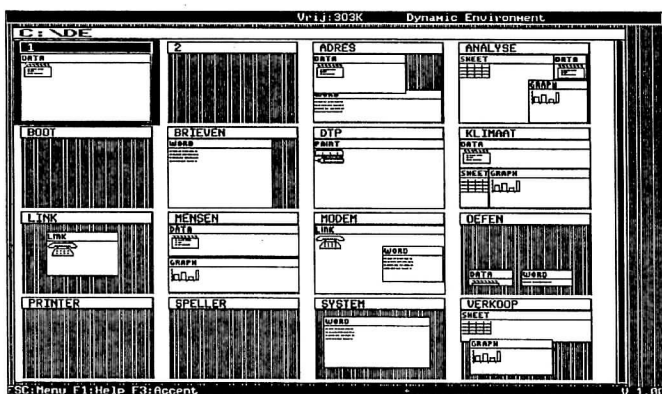 Vrij:303K Dynamic Environment
C:\DE
1 2 ADRES ANALYSE
DATA DATA SHEET DATA
GRAPH
WORD
BOOT BRIEVEN DTP KLIMAAT
WORD PAINT DATA
SHEET GRAPH
LINK MENSEN MODEM OEFEN
LINK DATA LINK
WORD
GRAPH DATA WORD
PRINTER SPELLER SYSTEM VERKOOP
WORD SHEET
GRAPH
ESC:Menu F1:Help F3:Accent V 1.00